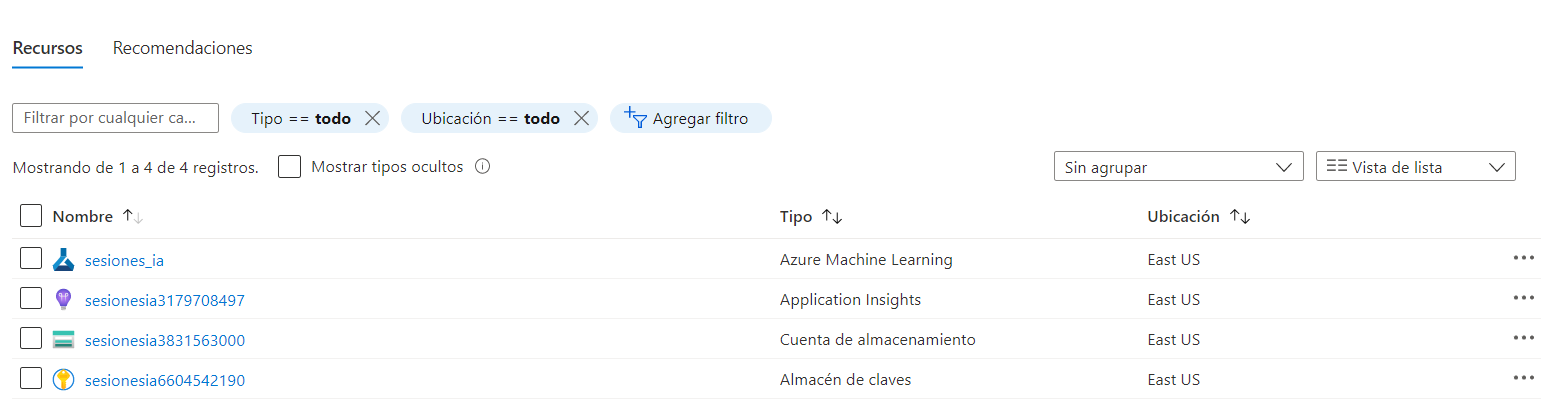 Recursos Recomendaciones
Filtrar por cualquier ca... Tipo == todo Ubicación == todo Agregar filtro
Mostrando de 1 a 4 de 4 registros. Mostrar tipos ocultos Sin agrupar Vista de lista
Nombre Tipo Ubicación
sesiones_ia Azure Machine Learning East US
sesionesia3179708497 Application Insights East US
sesionesia3831563000 Cuenta de almacenamiento East US
sesionesia6604542190 Almacén de claves East US